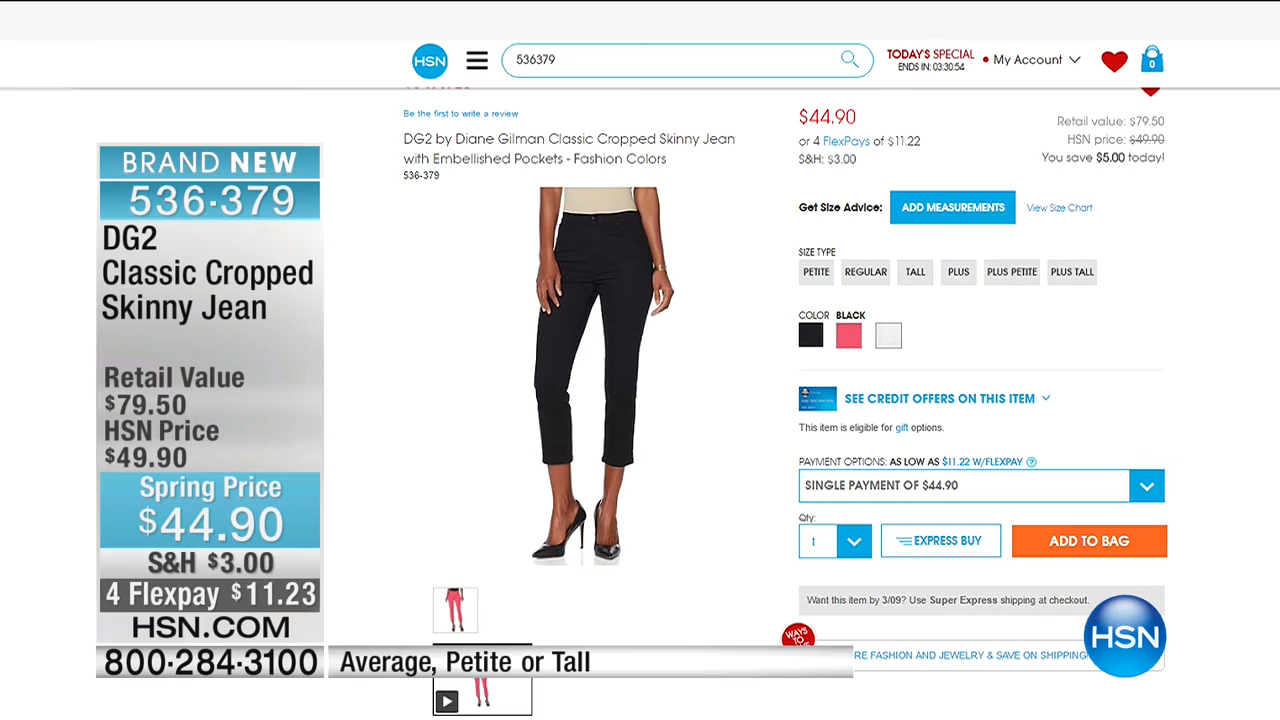 HSN
536379
TODAY'S SPECIAL
ENDS IN: 03:30:54
My Account
0
Be the first to write a review
DG2 by Diane Gilman Classic Cropped Skinny Jean
with Embellished Pockets - Fashion Colors
536-379
$44.90
or 4 FlexPays of $11.22
S&H: $3.00
Retail value: $79.50
HSN price: $49.90
You save $5.00 today!
Get Size Advice:
ADD MEASUREMENTS
View Size Chart
SIZE TYPE
PETITE
REGULAR
TALL
PLUS
PLUS PETITE
PLUS TALL
COLOR BLACK
SEE CREDIT OFFERS ON THIS ITEM
This item is eligible for gift options.
PAYMENT OPTIONS: AS LOW AS $11.22 W/FLEXPAY ?
SINGLE PAYMENT OF $44.90
Qty:
1
EXPRESS BUY
ADD TO BAG
Want this item by 3/09? Use Super Express shipping at checkout.
WAYS
TO
RE FASHION AND JEWELRY & SAVE ON SHIPPING!
HSN
BRAND NEW
536-379
DG2
Classic Cropped
Skinny Jean
Retail Value
$79.50
HSN Price
$49.90
Spring Price
$44.90
S&H $3.00
4 Flexpay $11.23
HSN.COM
800-284-3100
Average, Petite or Tall